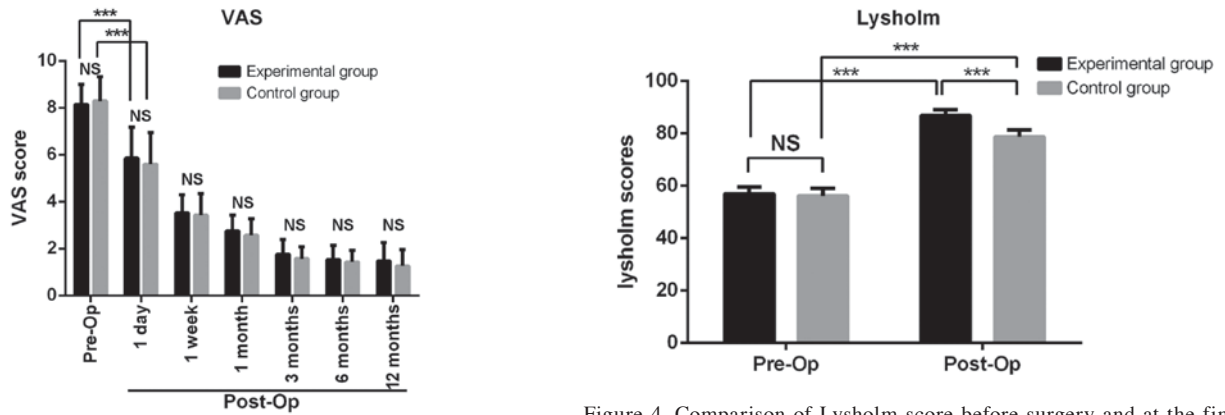 VAS
***
***
10
8
6
4
2
0
VAS score
NS
NS
NS
NS
NS
NS
NS
Experimental group
Control group
Pre-Op
1 day
1 week
1 month
3 months
6 months
12 months
Post-Op
Lysholm
***
***
***
100
80
60
40
20
0
lysholm scores
NS
Experimental group
Control group
Pre-Op
Post-Op
Figure 4. Comparison of Lysholm score before surgery and at the